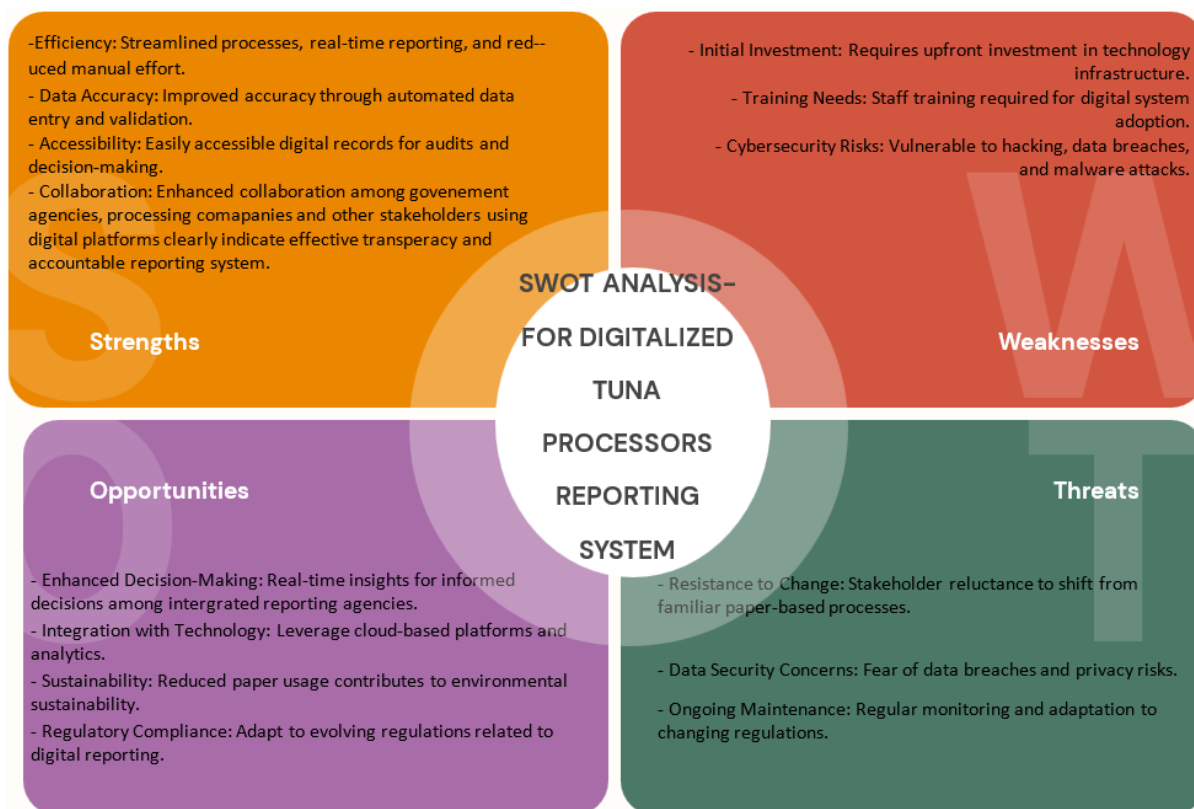 -Efficiency: Streamlined processes, real-time reporting, and red--
uced manual effort.
- Data Accuracy: Improved accuracy through automated data
entry and validation.
- Accessibility: Easily accessible digital records for audits and
decision-making.
- Collaboration: Enhanced collaboration among govenement
agencies, processing comapanies and other stakeholders using
digital platforms clearly indicate effective transperacy and
accountable reporting system.
S
Strengths
- Initial Investment: Requires upfront investment in technology
infrastructure.
- Training Needs: Staff training required for digital system
adoption.
- Cybersecurity Risks: Vulnerable to hacking, data breaches,
and malware attacks.
W
Weaknesses
SWOT ANALYSIS-
FOR DIGITALIZED
TUNA
PROCESSORS
REPORTING
SYSTEM
O
Opportunities
- Enhanced Decision-Making: Real-time insights for informed
decisions among intergrated reporting agencies.
- Integration with Technology: Leverage cloud-based platforms and
analytics.
- Sustainability: Reduced paper usage contributes to environmental
sustainability.
- Regulatory Compliance: Adapt to evolving regulations related to
digital reporting.
T
Threats
- Resistance to Change: Stakeholder reluctance to shift from
familiar paper-based processes.
- Data Security Concerns: Fear of data breaches and privacy risks.
- Ongoing Maintenance: Regular monitoring and adaptation to
changing regulations.